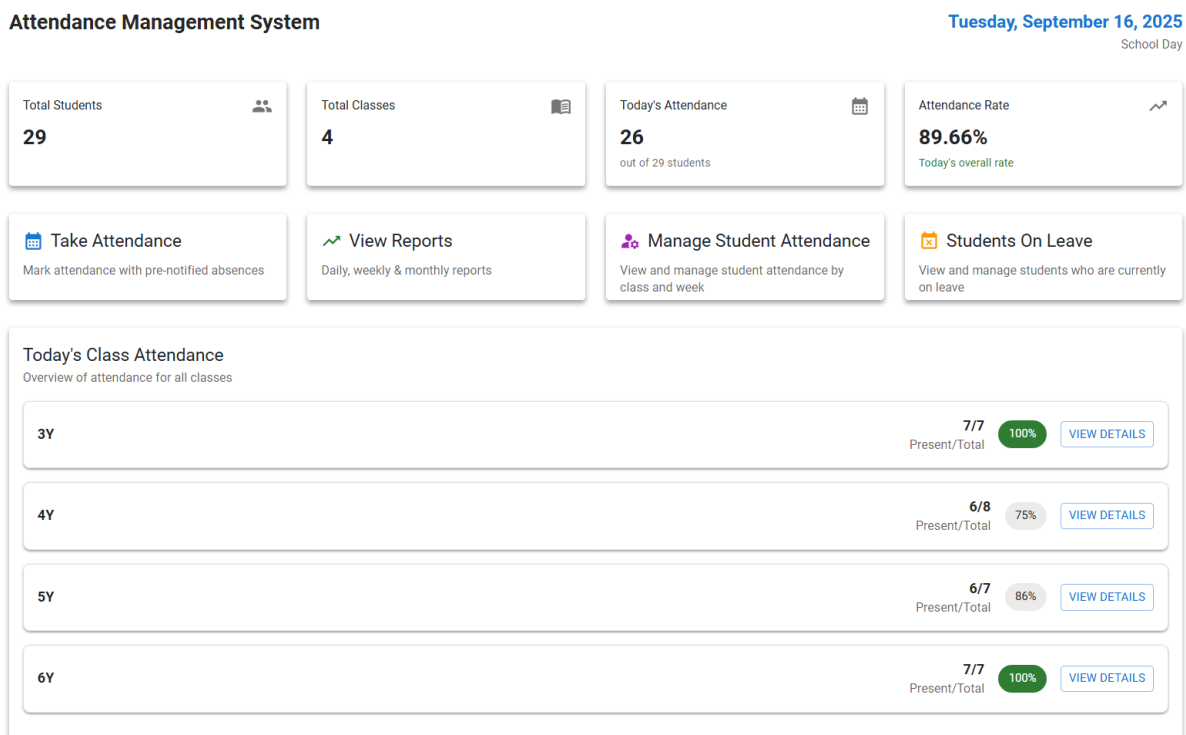 Attendance Management System
Tuesday, September 16, 2025
School Day
Total Students
29
Total Classes
4
Today's Attendance
26
out of 29 students
Attendance Rate
89.66%
Today's overall rate
Take Attendance
Mark attendance with pre-notified absences
View Reports
Daily, weekly & monthly reports
Manage Student Attendance
View and manage student attendance by
class and week
Students On Leave
View and manage students who are currently
on leave
Today's Class Attendance
Overview of attendance for all classes
3Y
7/7
Present/Total
100%
VIEW DETAILS
4Y
6/8
Present/Total
75%
VIEW DETAILS
5Y
6/7
Present/Total
86%
VIEW DETAILS
6Y
7/7
Present/Total
100%
VIEW DETAILS